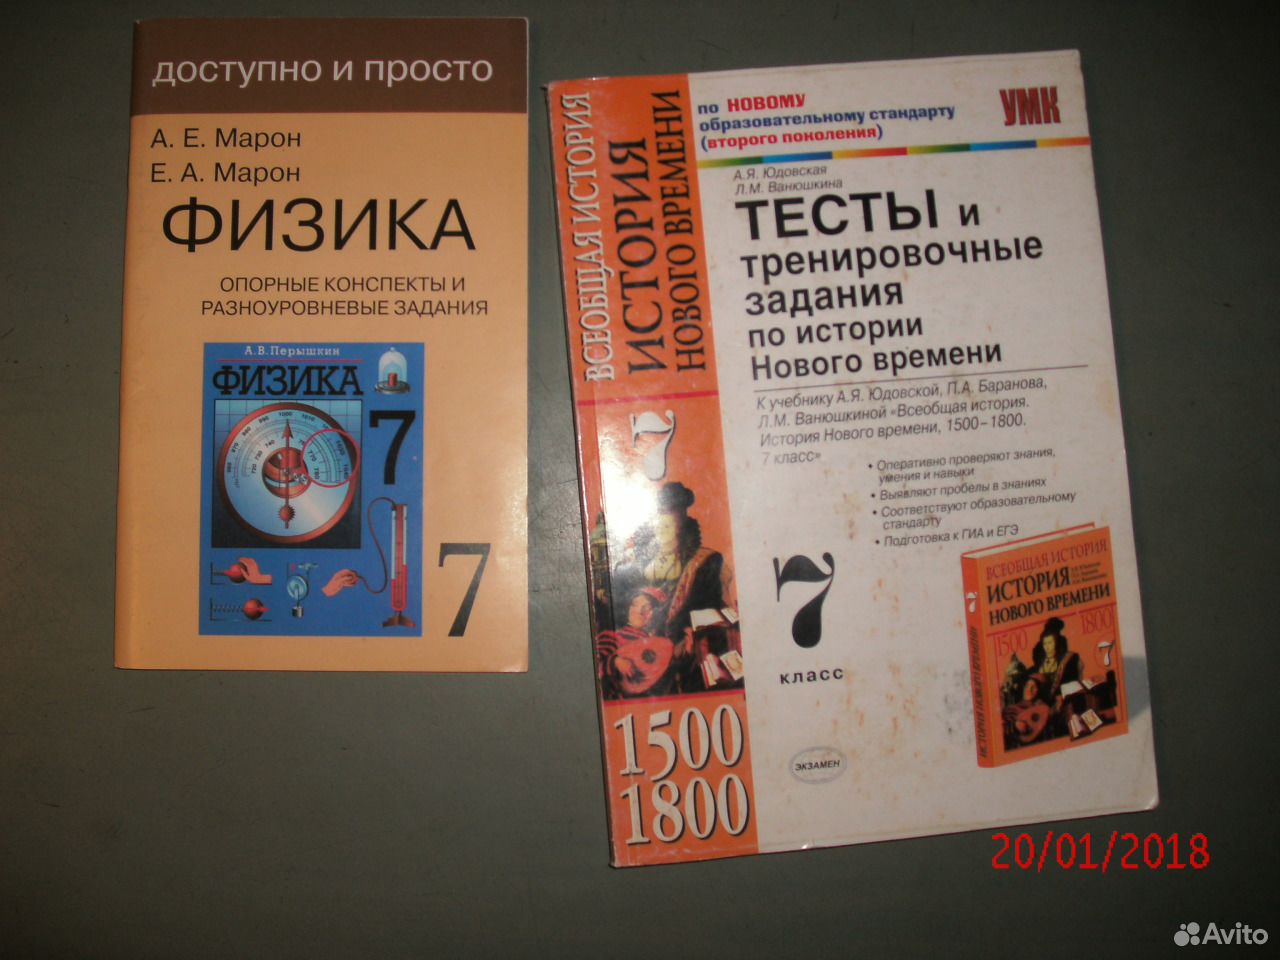 доступно и просто
А. Е. Марон
Е. А. Марон
ФИЗИКА
ОПОРНЫЕ КОНСПЕКТЫ И
РАЗНОУРОВНЕВЫЕ ЗАДАНИЯ
А.В.Перышкин
ФИЗИКА
7
7
ВСЕОБЩАЯ ИСТОРИЯ
ИСТОРИЯ
НОВОГО ВРЕМЕНИ
7
1500
1800
по НОВОМУ
образовательному стандарту
(второго поколения)
УМК
А.Я. Юдовская
Л.М. Ванюшкина
ТЕСТЫ и
тренировочные
задания
по истории
Нового времени
К учебнику А.Я. Юдовской, П.А. Баранова,
Л.М. Ванюшкиной «Всеобщая история.
История Нового времени, 1500–1800.
7 класс»
• Оперативно проверяют знания,
умения и навыки
• Выявляют пробелы в знаниях
• Соответствуют образовательному
стандарту
• Подготовка к ГИА и ЕГЭ
7
класс
ЭКЗАМЕН
ВСЕОБЩАЯ ИСТОРИЯ
ИСТОРИЯ
НОВОГО ВРЕМЕНИ
1500 1800
7
7
ИСТОРИЯ НОВОГО ВРЕМЕНИ
20/01/2018
Avito